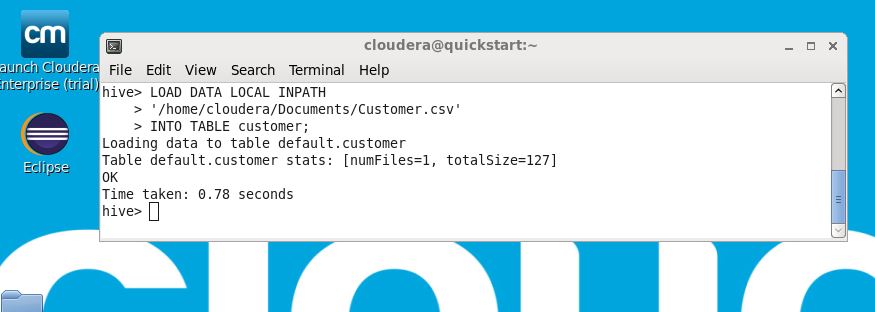 cm
aunch Cloudera
nterprise (trial)
Eclipse
cloudera@quickstart:~
File Edit View Search Terminal Help
hive> LOAD DATA LOCAL INPATH
    > '/home/cloudera/Documents/Customer.csv'
    > INTO TABLE customer;
Loading data to table default.customer
Table default.customer stats: [numFiles=1, totalSize=127]
OK
Time taken: 0.78 seconds
hive>
cloud